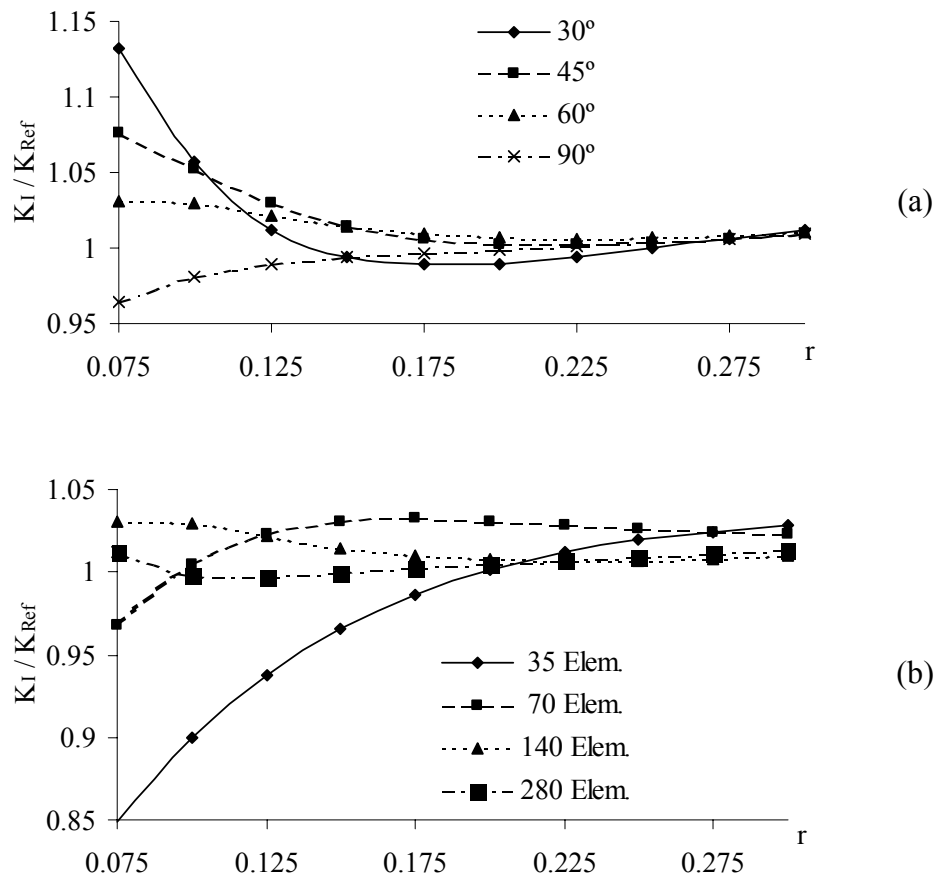 1.15
1.1
1.05
1
0.95
K_I / K_Ref
30º
45º
60º
90º
(a)
r
0.075 0.125 0.175 0.225 0.275
1.05
1
0.95
0.9
0.85
K_I / K_Ref
35 Elem.
70 Elem.
140 Elem.
280 Elem.
(b)
r
0.075 0.125 0.175 0.225 0.275